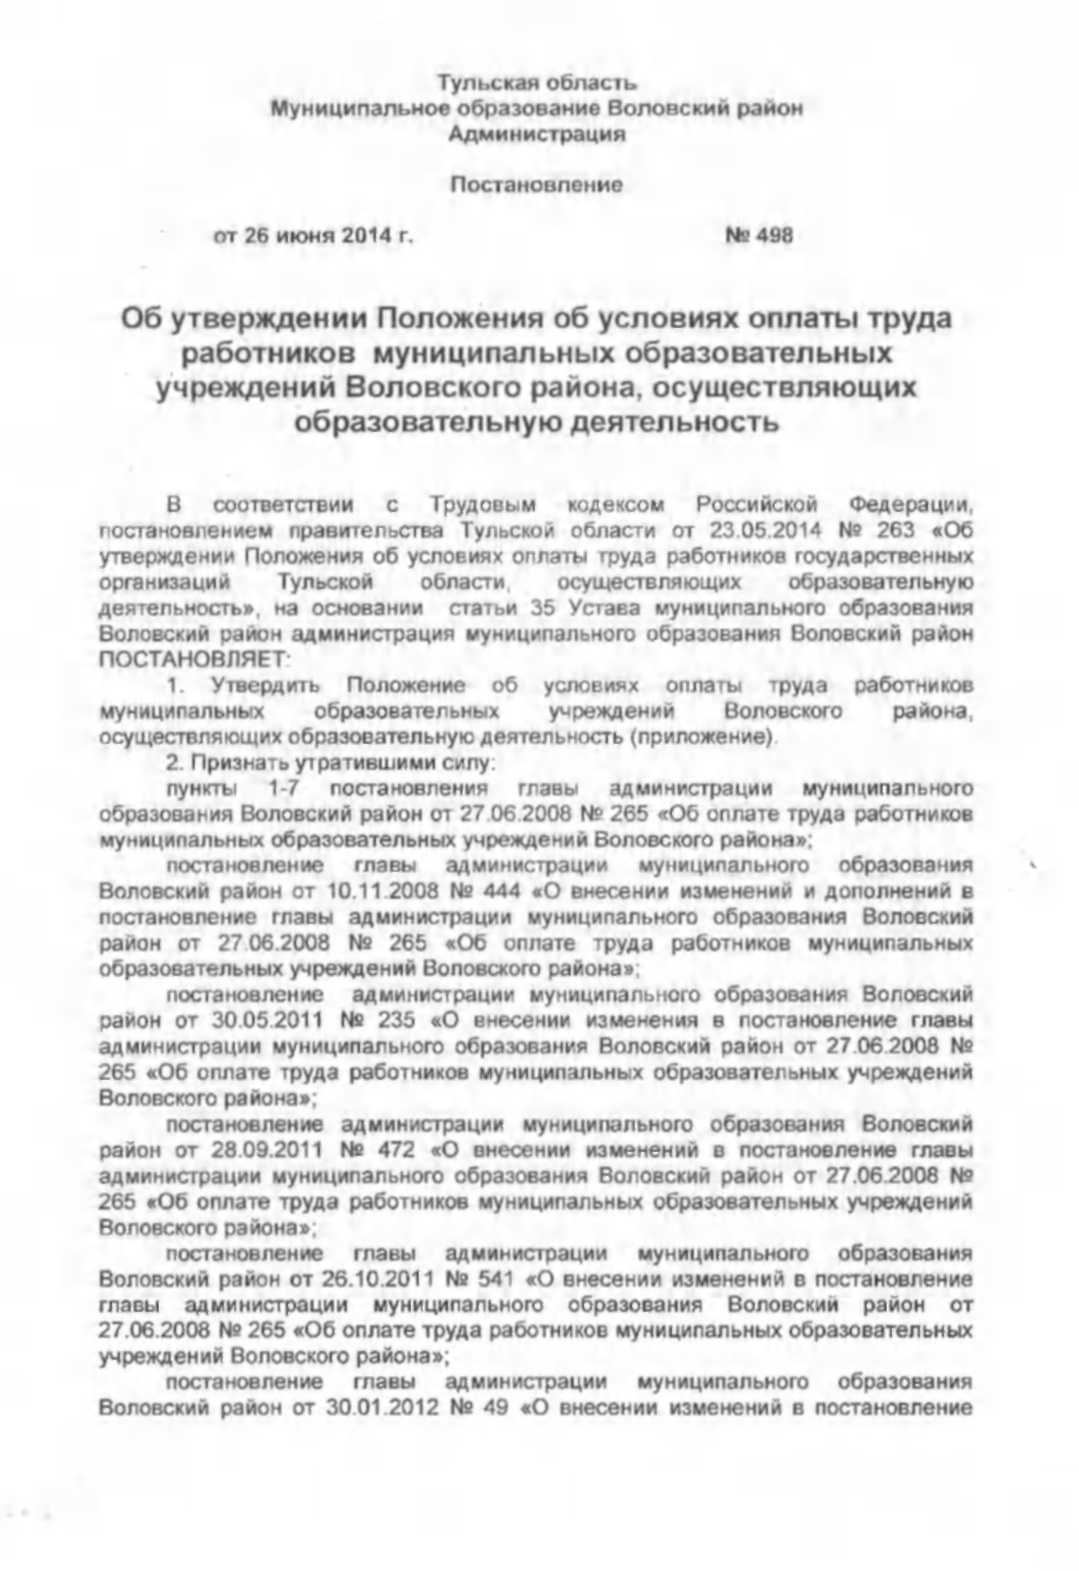 Тульская область
Муниципальное образование Воловский район
Администрация
Постановление
от 26 июня 2014 г. № 498
Об утверждении Положения об условиях оплаты труда
работников муниципальных образовательных
учреждений Воловского района, осуществляющих
образовательную деятельность
В соответствии с Трудовым кодексом Российской Федерации,
постановлением правительства Тульской области от 23.05.2014 № 263 «Об
утверждении Положения об условиях оплаты труда работников государственных
организаций Тульской области, осуществляющих образовательную
деятельность», на основании статьи 35 Устава муниципального образования
Воловский район администрация муниципального образования Воловский район
ПОСТАНОВЛЯЕТ:
1. Утвердить Положение об условиях оплаты труда работников
муниципальных образовательных учреждений Воловского района,
осуществляющих образовательную деятельность (приложение).
2. Признать утратившими силу:
пункты 1-7 постановления главы администрации муниципального
образования Воловский район от 27.06.2008 № 265 «Об оплате труда работников
муниципальных образовательных учреждений Воловского района»;
постановление главы администрации муниципального образования
Воловский район от 10.11.2008 № 444 «О внесении изменений и дополнений в
постановление главы администрации муниципального образования Воловский
район от 27.06.2008 № 265 «Об оплате труда работников муниципальных
образовательных учреждений Воловского района»;
постановление администрации муниципального образования Воловский
район от 30.05.2011 № 235 «О внесении изменения в постановление главы
администрации муниципального образования Воловский район от 27.06.2008 №
265 «Об оплате труда работников муниципальных образовательных учреждений
Воловского района»;
постановление администрации муниципального образования Воловский
район от 28.09.2011 № 472 «О внесении изменений в постановление главы
администрации муниципального образования Воловский район от 27.06.2008 №
265 «Об оплате труда работников муниципальных образовательных учреждений
Воловского района»;
постановление главы администрации муниципального образования
Воловский район от 26.10.2011 № 541 «О внесении изменений в постановление
главы администрации муниципального образования Воловский район от
27.06.2008 № 265 «Об оплате труда работников муниципальных образовательных
учреждений Воловского района»;
постановление главы администрации муниципального образования
Воловский район от 30.01.2012 № 49 «О внесении изменений в постановление